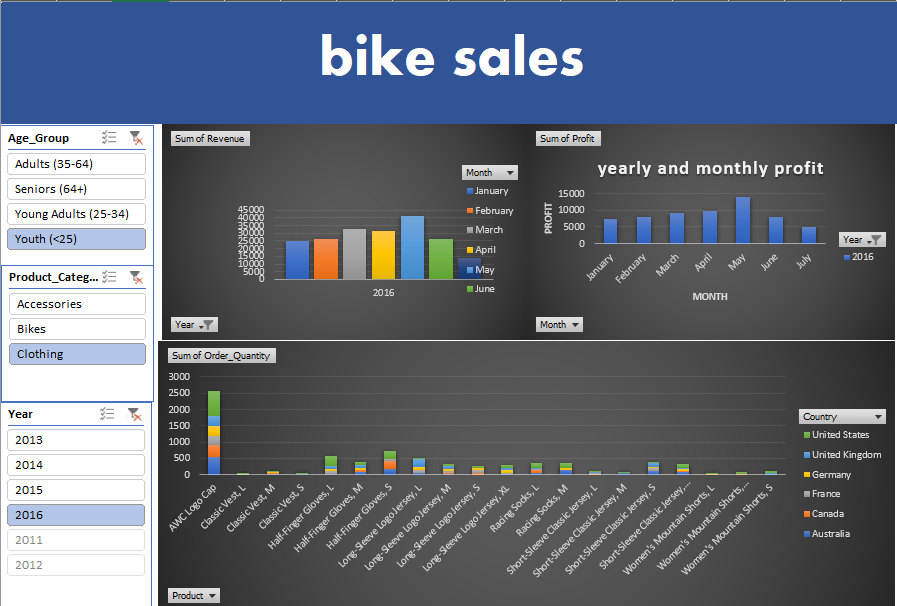 bike sales
Age_Group
Adults (35-64)
Seniors (64+)
Young Adults (25-34)
Youth (<25)
Product_Categ...
Accessories
Bikes
Clothing
Year
2013
2014
2015
2016
2011
2012
Sum of Revenue
Month
January
February
March
April
May
June
45000
40000
35000
30000
25000
20000
15000
10000
5000
0
2016
Year
Sum of Profit
yearly and monthly profit
PROFIT
15000
10000
5000
0
January
February
March
April
May
June
July
MONTH
Year
2016
Month
Sum of Order_Quantity
3000
2500
2000
1500
1000
500
0
AWC Logo Cap
Classic Vest, L
Classic Vest, M
Classic Vest, S
Half-Finger Gloves, L
Half-Finger Gloves, M
Half-Finger Gloves, S
Long-Sleeve Logo Jersey, L
Long-Sleeve Logo Jersey, M
Long-Sleeve Logo Jersey, S
Long-Sleeve Logo Jersey, XL
Racing Socks, L
Racing Socks, M
Short-Sleeve Classic Jersey, L
Short-Sleeve Classic Jersey, M
Short-Sleeve Classic Jersey, S
Short-Sleeve Classic Jersey,...
Women's Mountain Shorts, L
Women's Mountain Shorts,...
Women's Mountain Shorts, S
Country
United States
United Kingdom
Germany
France
Canada
Australia
Product